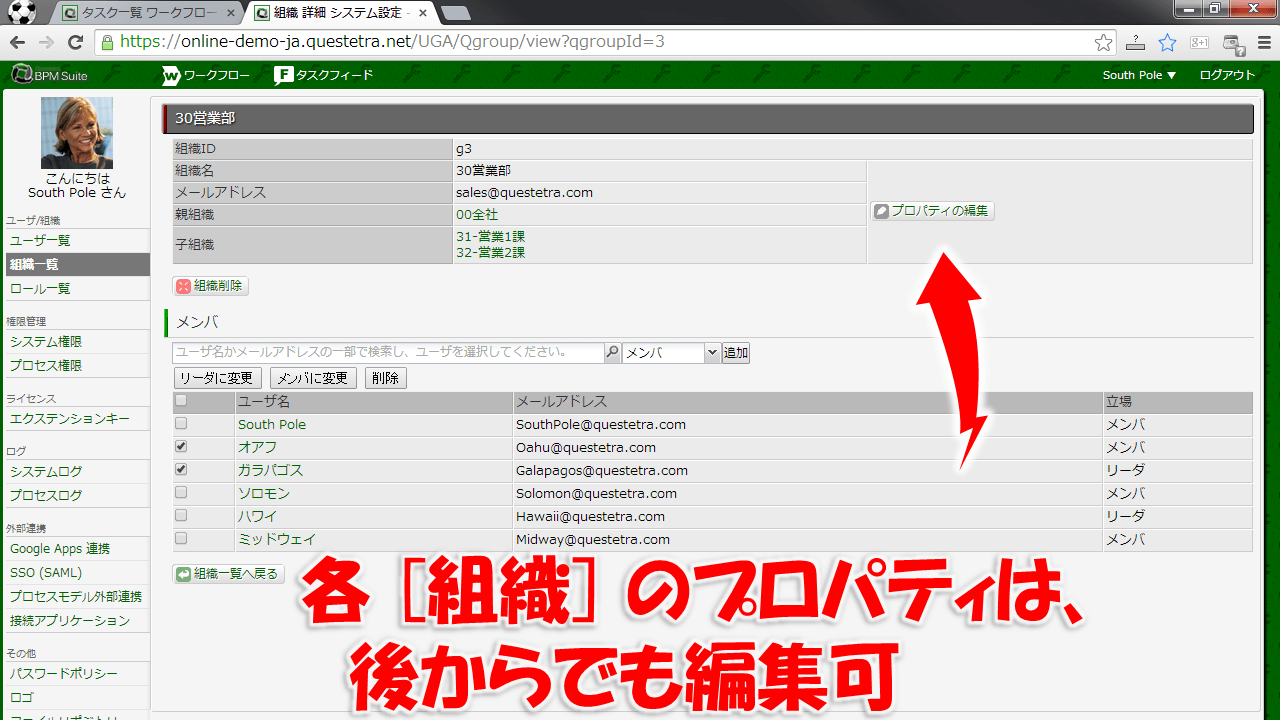 タスク一覧 ワークフロー
組織 詳細 システム設定 -
https://online-demo-ja.questetra.net/UGA/Qgroup/view?qgroupId=3
BPM Suite
ワークフロー
タスクフィード
South Pole ▼
ログアウト
こんにちは
South Pole さん
ユーザ/組織
ユーザ一覧
組織一覧
ロール一覧
権限管理
システム権限
プロセス権限
ライセンス
エクステンションキー
ログ
システムログ
プロセスログ
外部連携
Google Apps 連携
SSO (SAML)
プロセスモデル外部連携
接続アプリケーション
その他
パスワードポリシー
ロゴ
30営業部
組織ID g3
組織名 30営業部
メールアドレス sales@questetra.com
親組織 00全社
子組織 31-営業1課
32-営業2課
プロパティの編集
組織削除
メンバ
ユーザ名かメールアドレスの一部で検索し、ユーザを選択してください。 メンバ 追加
リーダに変更 メンバに変更 削除
ユーザ名 メールアドレス 立場
South Pole SouthPole@questetra.com メンバ
オアフ Oahu@questetra.com メンバ
ガラパゴス Galapagos@questetra.com リーダ
ソロモン Solomon@questetra.com メンバ
ハワイ Hawaii@questetra.com リーダ
ミッドウェイ Midway@questetra.com メンバ
組織一覧へ戻る
各［組織］のプロパティは、
後からでも編集可